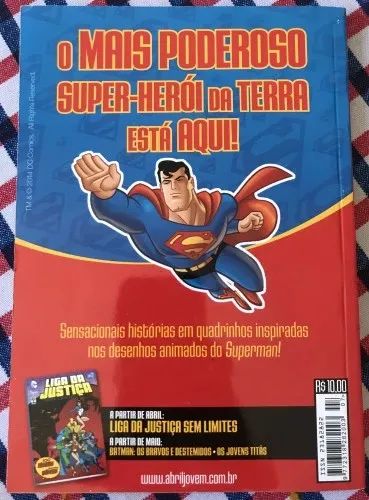 O MAIS PODEROSO
SUPER-HERÓI DA TERRA
ESTÁ AQUI!
TM & © 2014 DC Comics. All Rights Reserved.
Sensacionais histórias em quadrinhos inspiradas
nos desenhos animados do Superman!
R$ 10,00
LIGA DA
JUSTIÇA
A PARTIR DE ABRIL:
LIGA DA JUSTIÇA SEM LIMITES
A PARTIR DE MAIO:
BATMAN: OS BRAVOS E DESTEMIDOS • OS JOVENS TITÃS
www.abriljovem.com.br